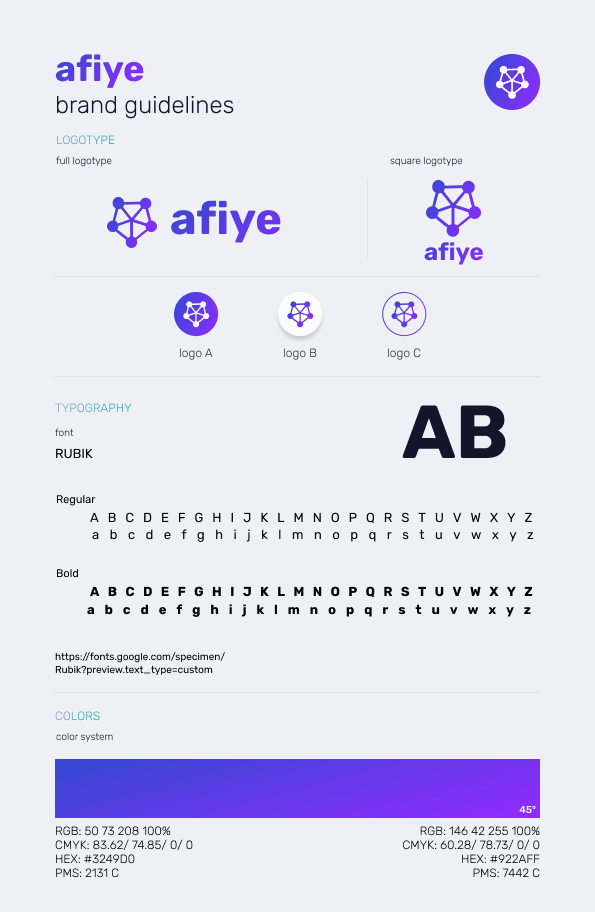 afiye
brand guidelines
LOGOTYPE
full logotype
square logotype
afiye
afiye
logo A
logo B
logo C
TYPOGRAPHY
font
RUBIK
AB
Regular
A B C D E F G H I J K L M N O P Q R S T U V W X Y Z
a b c d e f g h i j k l m n o p q r s t u v w x y z
Bold
A B C D E F G H I J K L M N O P Q R S T U V W X Y Z
a b c d e f g h i j k l m n o p q r s t u v w x y z
https://fonts.google.com/specimen/
Rubik?preview.text_type=custom
COLORS
color system
45°
RGB: 50 73 208 100%
CMYK: 83.62/ 74.85/ 0/ 0
HEX: #3249D0
PMS: 2131 C
RGB: 146 42 255 100%
CMYK: 60.28/ 78.73/ 0/ 0
HEX: #922AFF
PMS: 7442 C